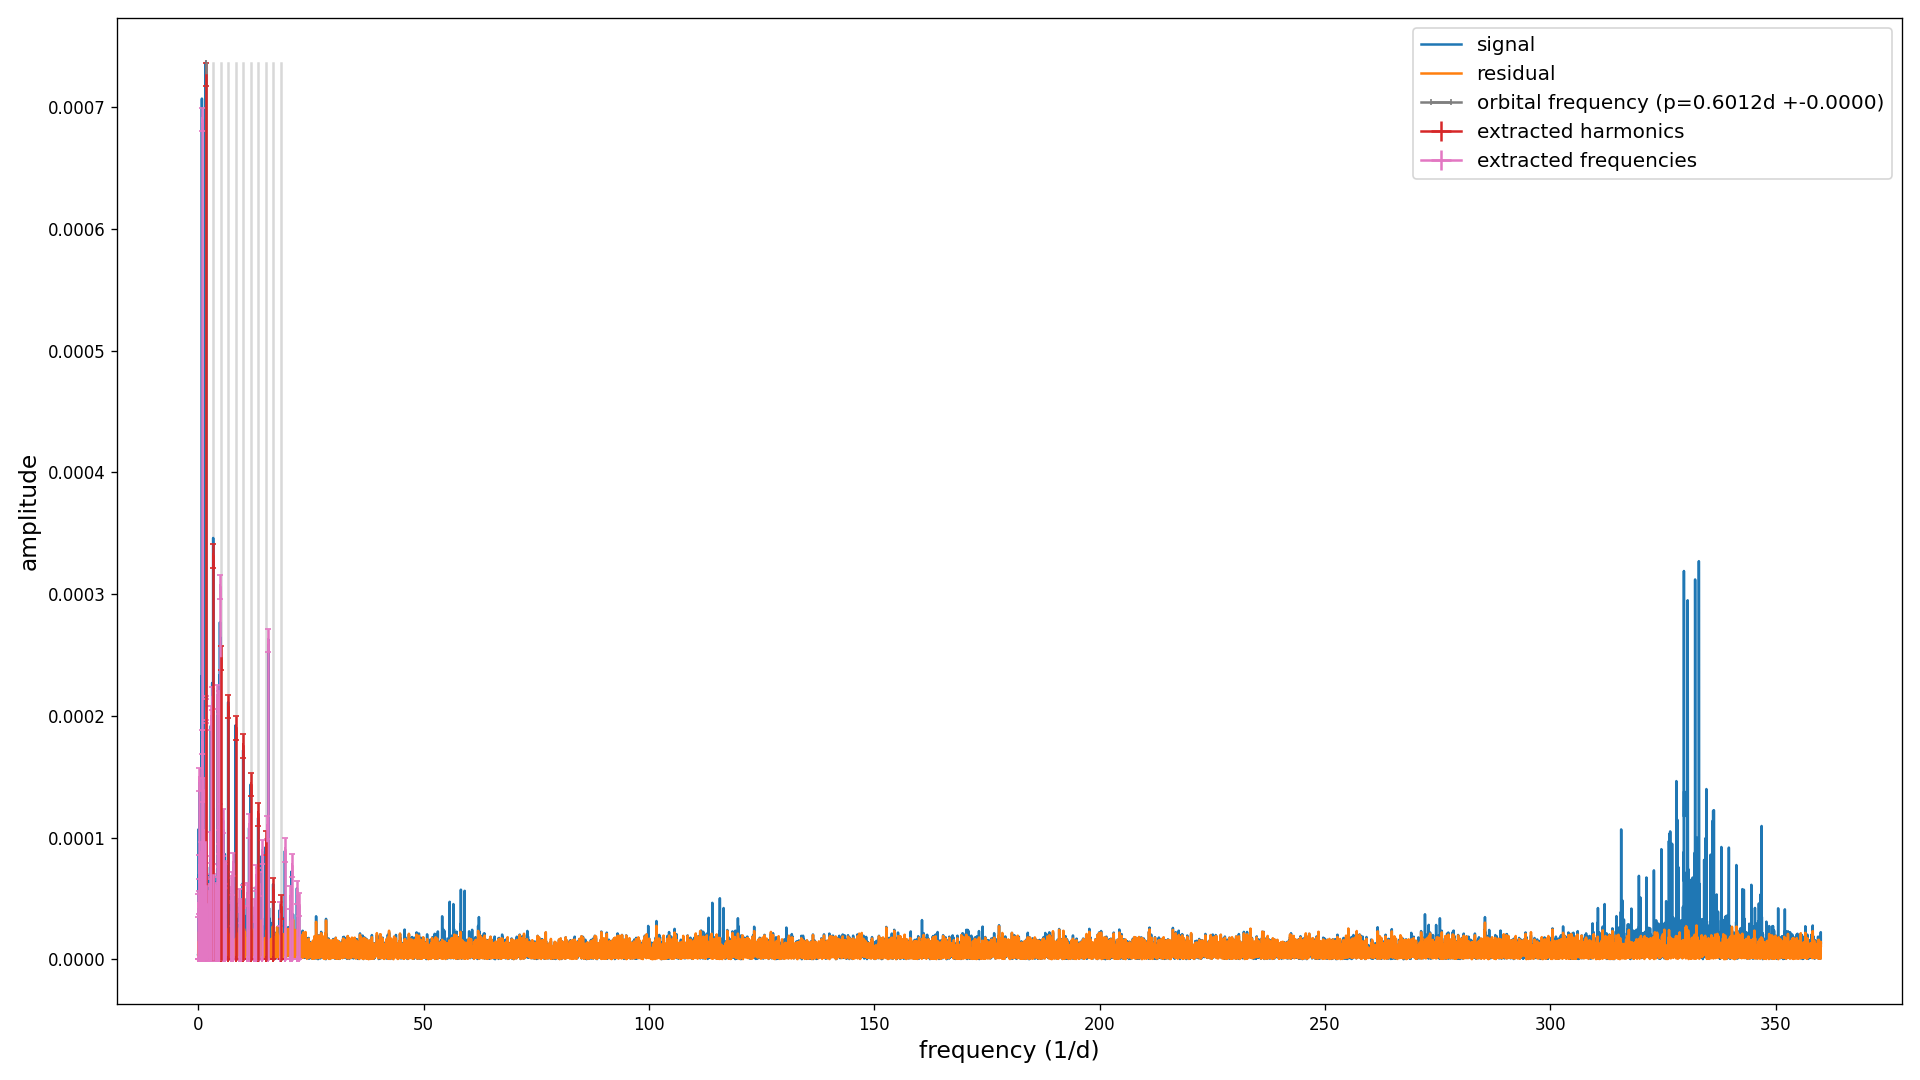 signal
residual
orbital frequency (p=0.6012d +-0.0000)
extracted harmonics
extracted frequencies
0.0007
0.0006
0.0005
0.0004
0.0003
0.0002
0.0001
0.0000
amplitude
0 50 100 150 200 250 300 350
frequency (1/d)